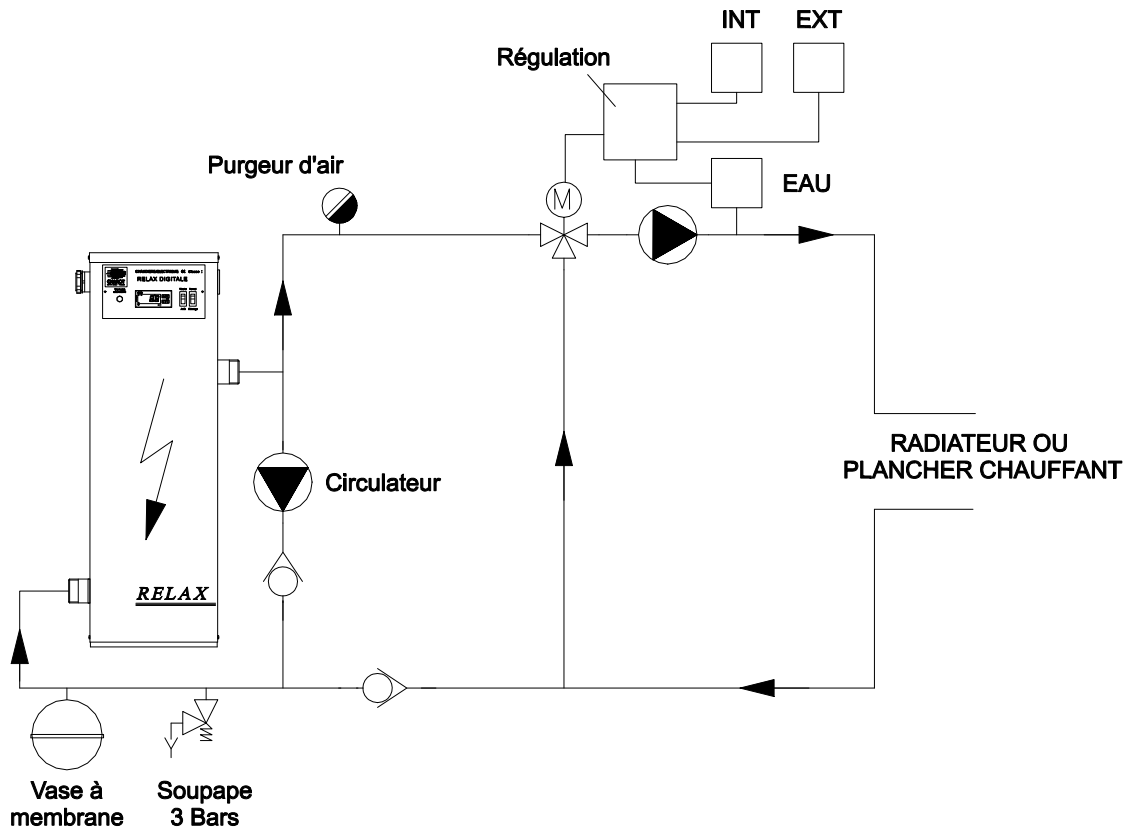 INT
EXT
Régulation
Purgeur d'air
M
EAU
RELAX DIGITALE
RADIATEUR OU
PLANCHER CHAUFFANT
Circulateur
RELAX
Vase à
membrane
Soupape
3 Bars